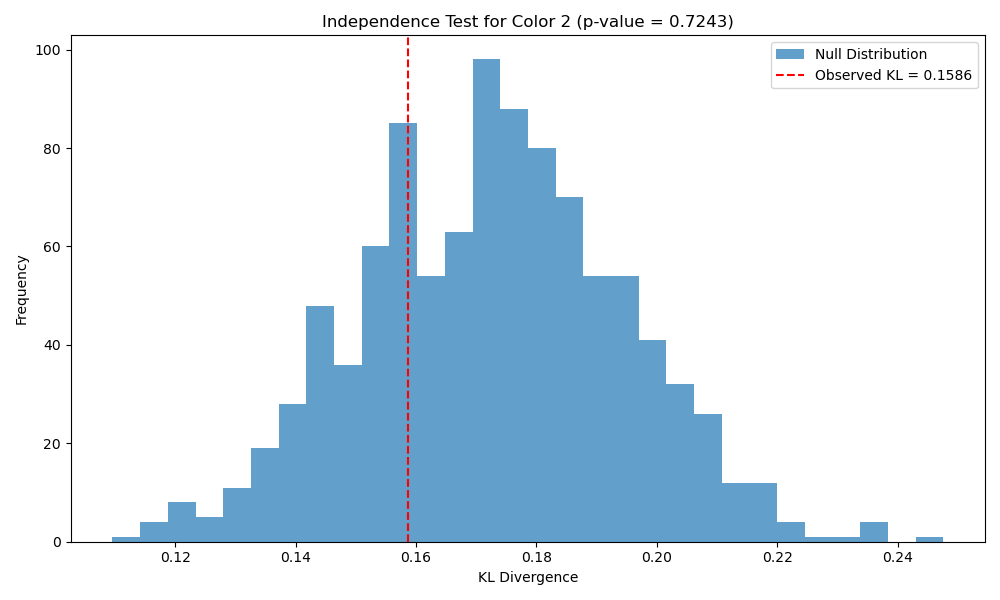 Independence Test for Color 2 (p-value = 0.7243)
Null Distribution
Observed KL = 0.1586
Frequency
100
80
60
40
20
0
0.12 0.14 0.16 0.18 0.20 0.22 0.24
KL Divergence